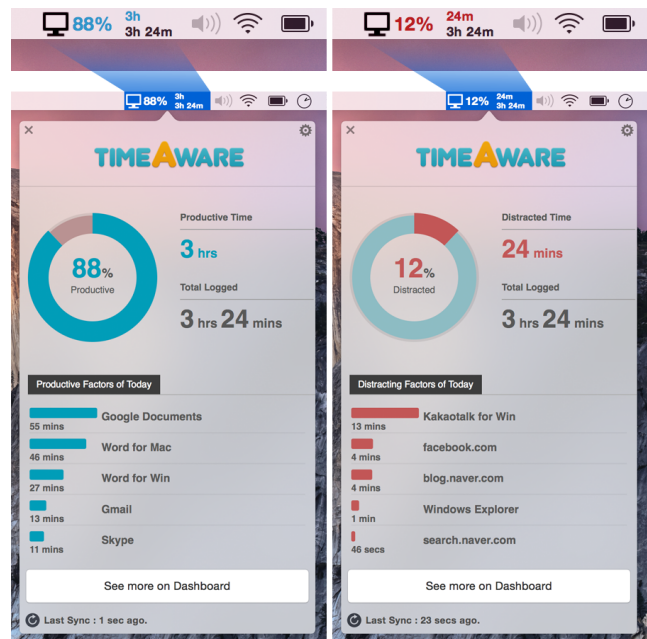 88%
3h
3h 24m
88%
3h
3h 24m
TIMEAWARE
Productive Time
3 hrs
88%
Productive
Total Logged
3 hrs 24 mins
Productive Factors of Today
Google Documents
55 mins
Word for Mac
46 mins
Word for Win
27 mins
Gmail
13 mins
Skype
11 mins
See more on Dashboard
Last Sync : 1 sec ago.
12%
24m
3h 24m
12%
24m
3h 24m
TIMEAWARE
Distracted Time
24 mins
12%
Distracted
Total Logged
3 hrs 24 mins
Distracting Factors of Today
Kakaotalk for Win
13 mins
facebook.com
4 mins
blog.naver.com
4 mins
Windows Explorer
1 min
search.naver.com
46 secs
See more on Dashboard
Last Sync : 23 secs ago.